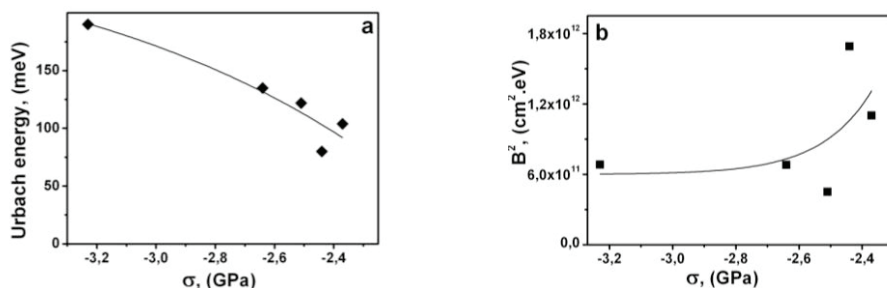 a
Urbach energy, (meV)
150
100
50
0
-3,2 -3,0 -2,8 -2,6 -2,4
σ, (GPa)
b
B², (cm².eV)
1,8x10¹²
1,2x10¹²
6,0x10¹¹
0,0
-3,2 -3,0 -2,8 -2,6 -2,4
σ, (GPa)